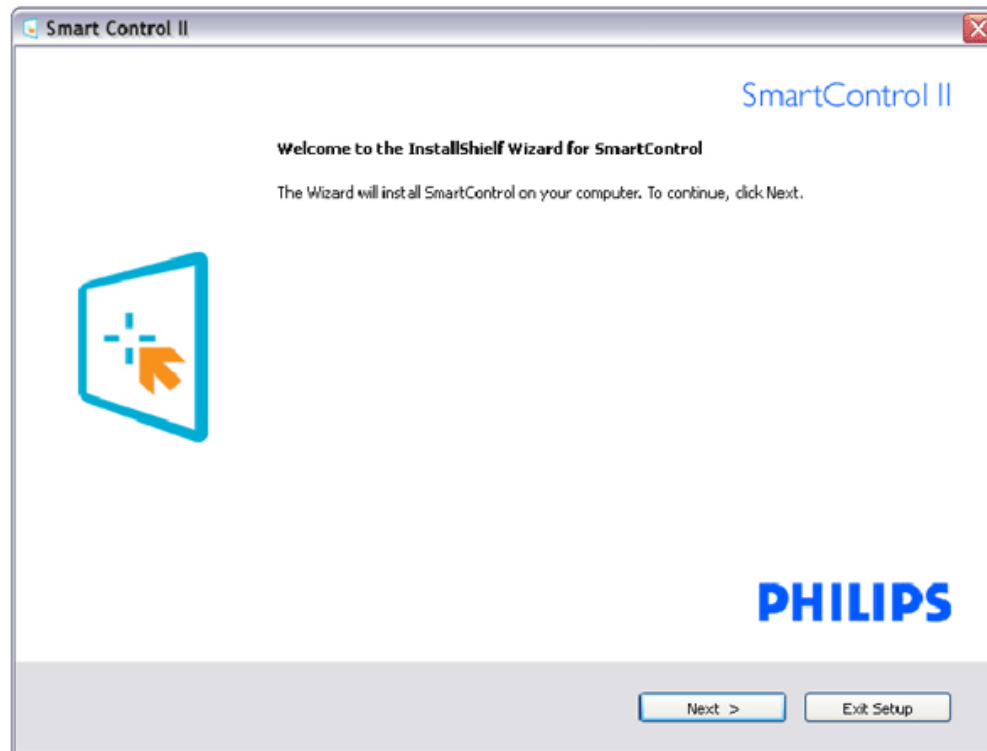 Smart Control II
SmartControl II
Welcome to the InstallShielf Wizard for SmartControl
The Wizard will install SmartControl on your computer. To continue, click Next.
PHILIPS
Next >
Exit Setup